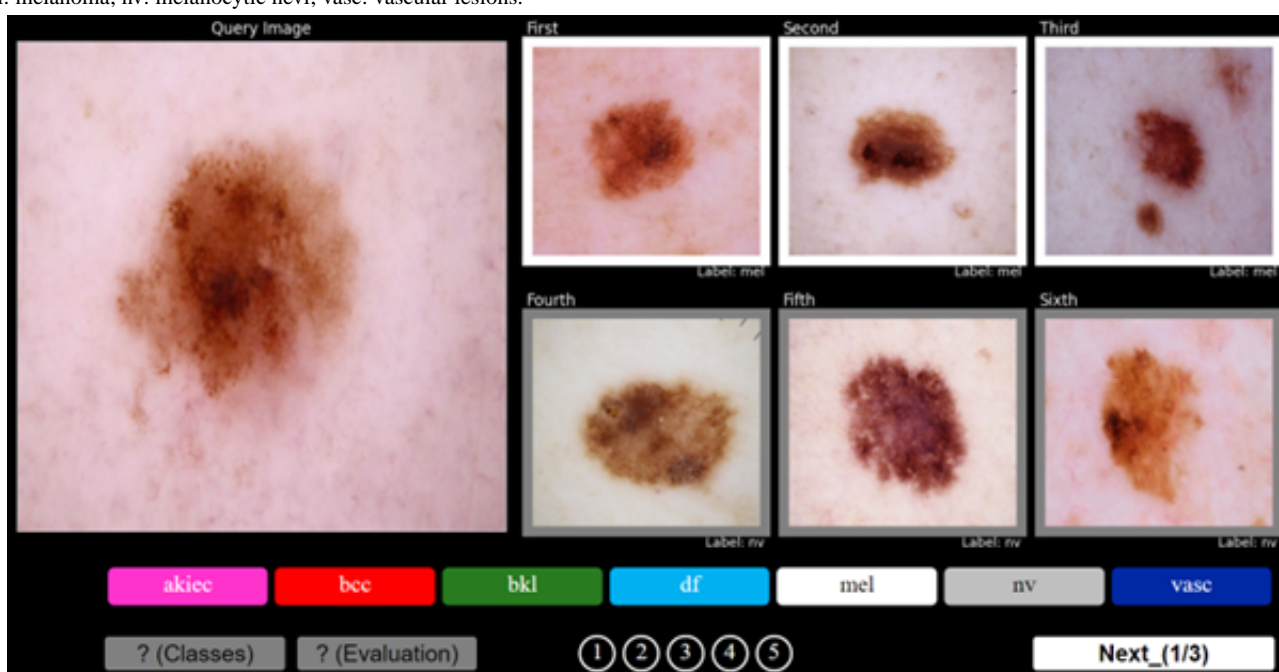 melanoma; nv: melanocytic nevi; vasc: vascular lesions.
Query Image
First
Second
Third
Label: mel
Label: mel
Label: mel
Fourth
Fifth
Sixth
Label: nv
Label: nv
Label: nv
akiec
bcc
bkl
df
mel
nv
vasc
? (Classes)
? (Evaluation)
1
2
3
4
5
Next_(1/3)